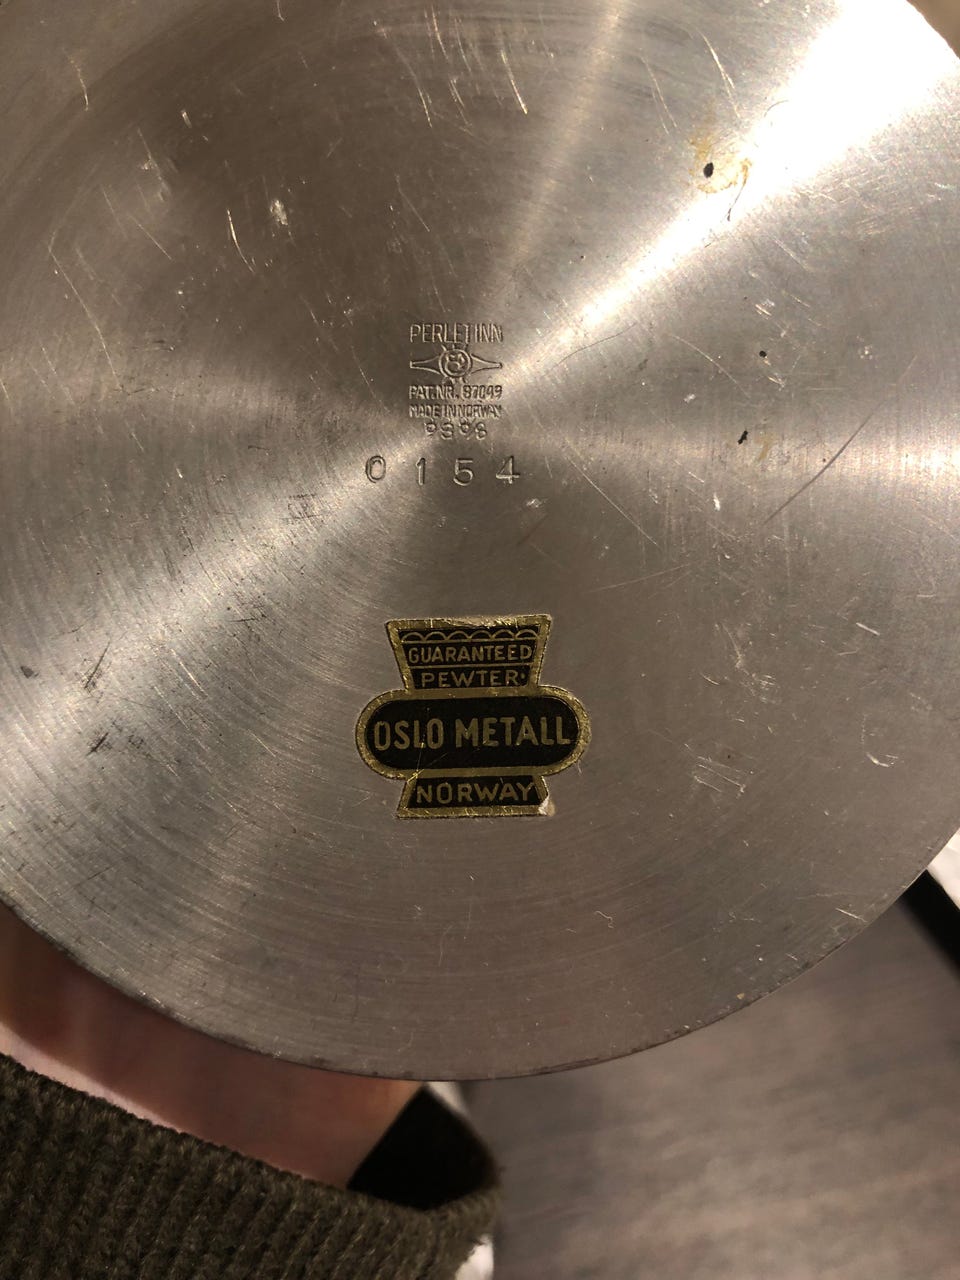 PERLETINN
PAT.NR. 87049
MADE IN NORWAY
0154
GUARANTEED
PEWTER
OSLO METALL
NORWAY